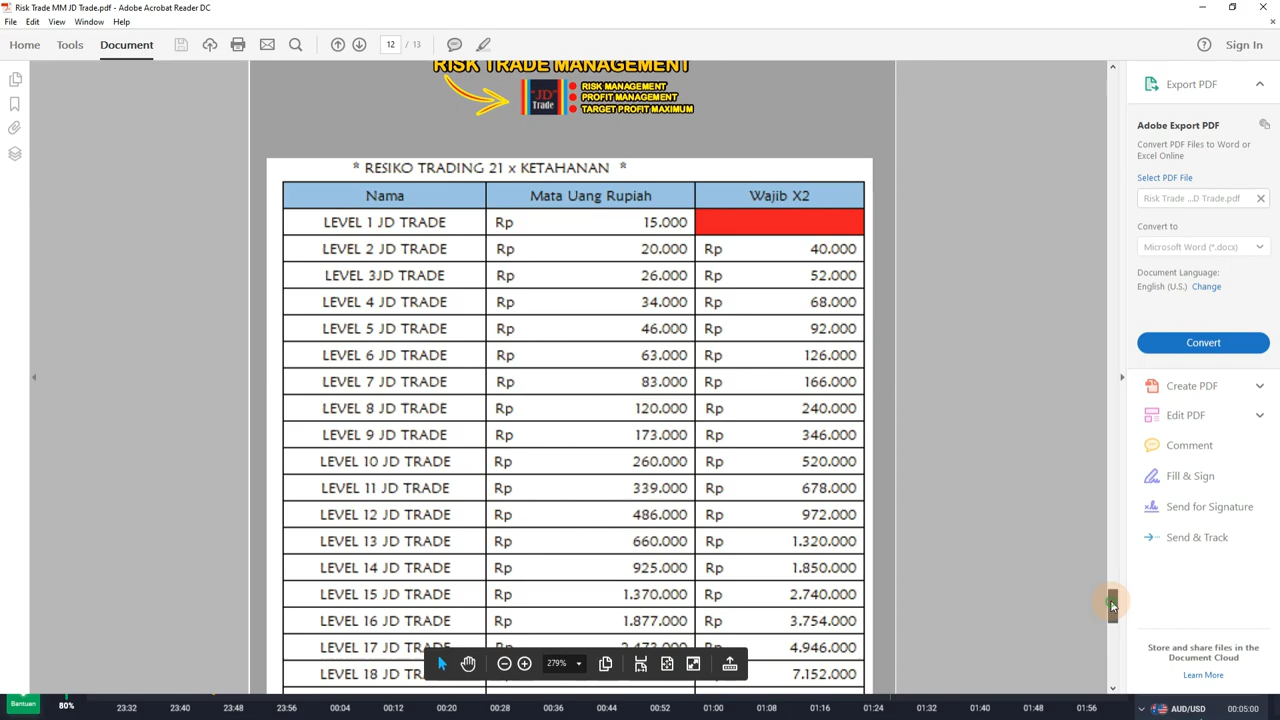 Risk Trade MM JD Trade.pdf - Adobe Acrobat Reader DC
File Edit View Window Help
Home Tools Document 12 / 13 Sign In
RISK TRADE MANAGEMENT
"JD" Trade
RISK MANAGEMENT
PROFIT MANAGEMENT
TARGET PROFIT MAXIMUM
* RESIKO TRADING 21 x KETAHANAN *
Nama Mata Uang Rupiah Wajib X2
LEVEL 1 JD TRADE Rp 15.000
LEVEL 2 JD TRADE Rp 20.000 Rp 40.000
LEVEL 3JD TRADE Rp 26.000 Rp 52.000
LEVEL 4 JD TRADE Rp 34.000 Rp 68.000
LEVEL 5 JD TRADE Rp 46.000 Rp 92.000
LEVEL 6 JD TRADE Rp 63.000 Rp 126.000
LEVEL 7 JD TRADE Rp 83.000 Rp 166.000
LEVEL 8 JD TRADE Rp 120.000 Rp 240.000
LEVEL 9 JD TRADE Rp 173.000 Rp 346.000
LEVEL 10 JD TRADE Rp 260.000 Rp 520.000
LEVEL 11 JD TRADE Rp 339.000 Rp 678.000
LEVEL 12 JD TRADE Rp 486.000 Rp 972.000
LEVEL 13 JD TRADE Rp 660.000 Rp 1.320.000
LEVEL 14 JD TRADE Rp 925.000 Rp 1.850.000
LEVEL 15 JD TRADE Rp 1.370.000 Rp 2.740.000
LEVEL 16 JD TRADE Rp 1.877.000 Rp 3.754.000
LEVEL 17 JD TRADE Rp 2.473.000 Rp 4.946.000
LEVEL 18 JD 7.152.000
279%
Export PDF
Adobe Export PDF
Convert PDF Files to Word or
Excel Online
Select PDF File
Risk Trade ...D Trade.pdf
Convert to
Microsoft Word (*.docx)
Document Language:
English (U.S.) Change
Convert
Create PDF
Edit PDF
Comment
Fill & Sign
Send for Signature
Send & Track
Store and share files in the
Document Cloud
Learn More
Bantuan 80% 23:32 23:40 23:48 23:56 00:04 00:12 00:20 00:28 00:36 00:44 00:52 01:00 01:08 01:16 01:24 01:32 01:40 01:48 01:56 AUD/USD 00:05:00